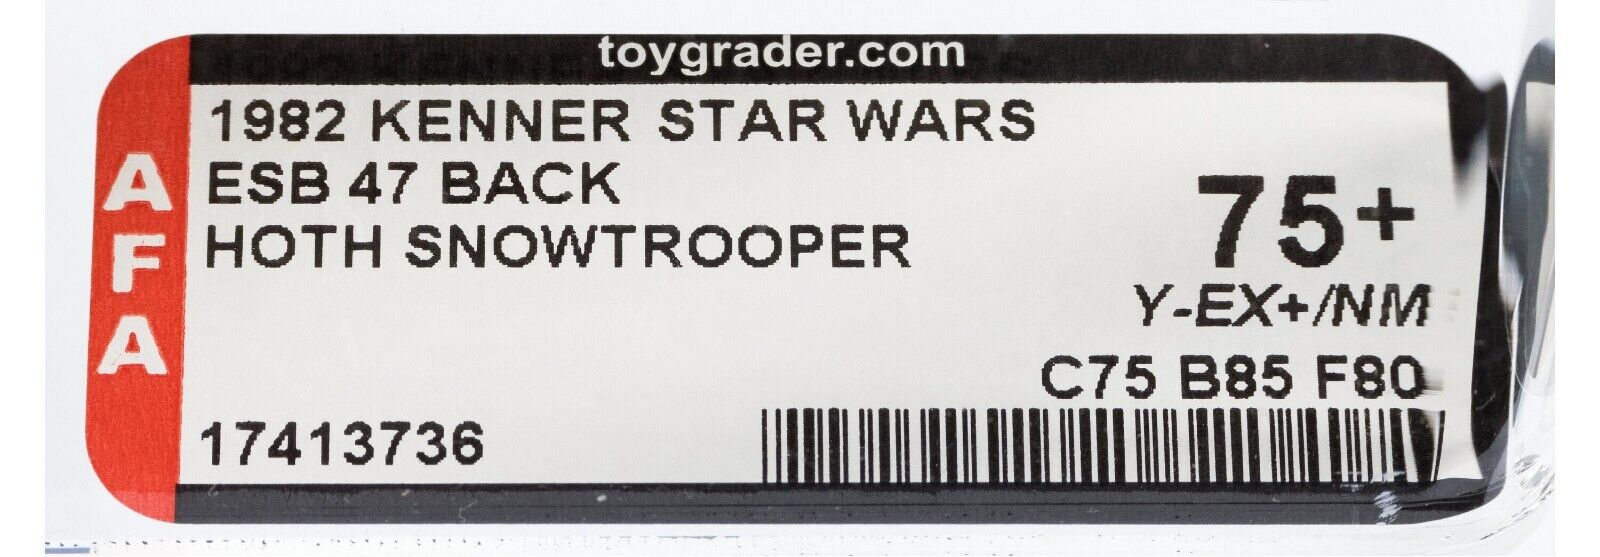 toygrader.com
AFA
1982 KENNER STAR WARS
ESB 47 BACK
HOTH SNOWTROOPER
75+
Y-EX+/NM
C75 B85 F80
17413736